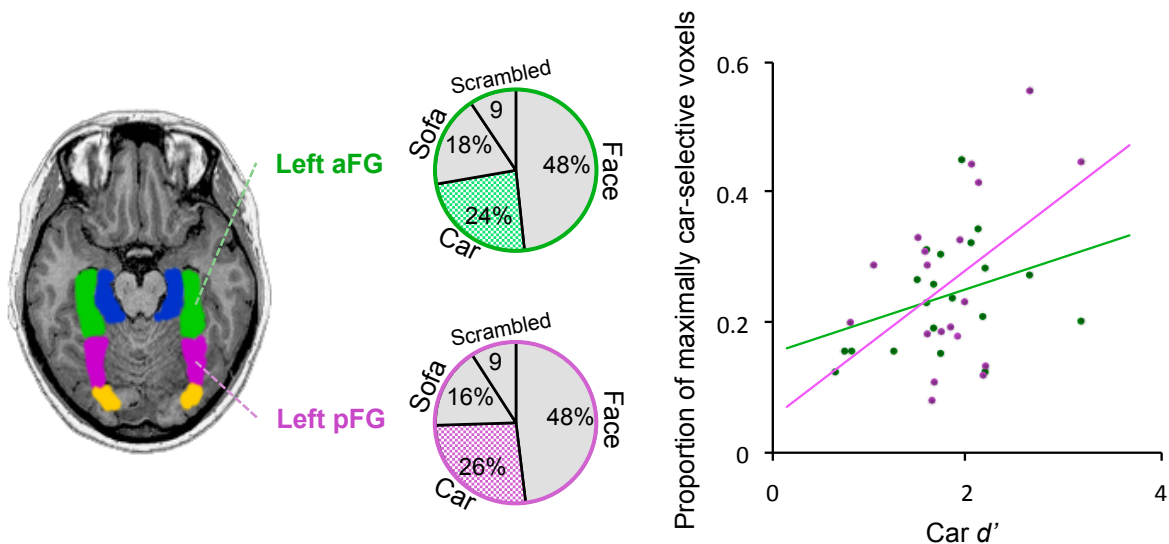 Left aFG
Left pFG
Scrambled
Sofa
9
18%
48%
Face
24%
Car
Scrambled
Sofa
9
16%
48%
Face
26%
Car
Proportion of maximally car-selective voxels
0.6
0.4
0.2
0
0
2
4
Car d’